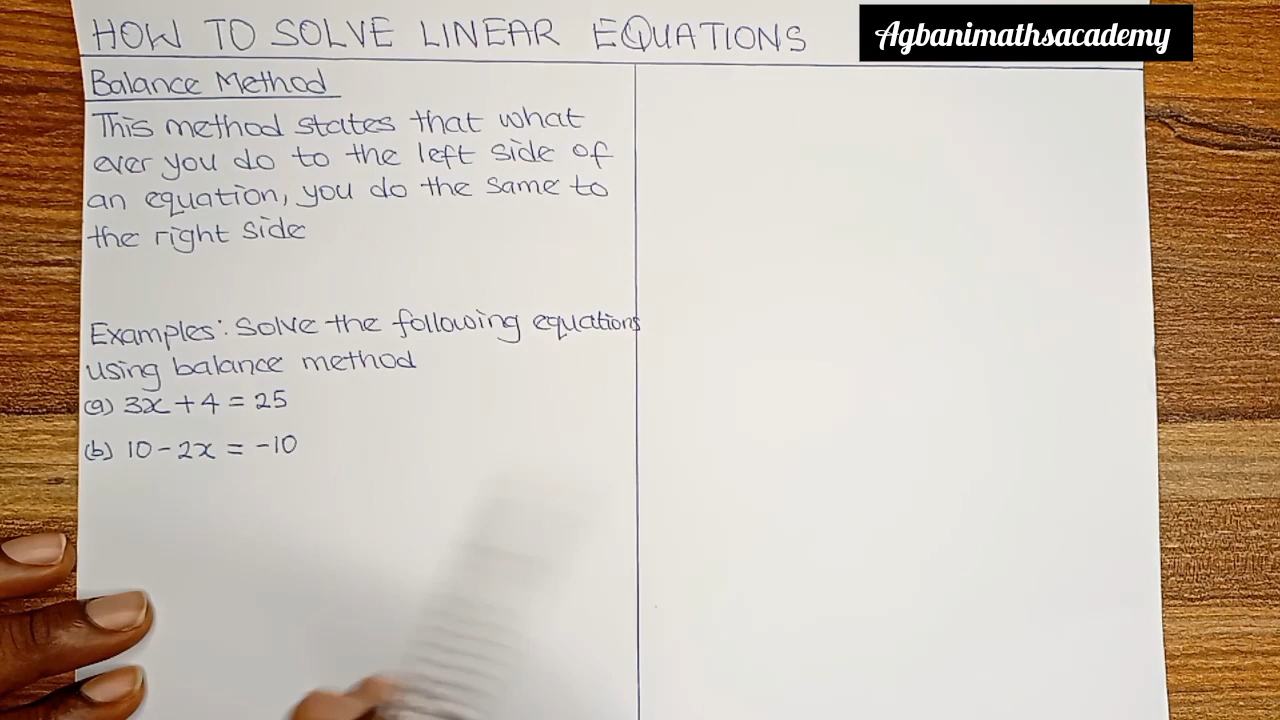 HOW TO SOLVE LINEAR EQUATIONS
Agbanimathsacademy
Balance Method
This method states that what
ever you do to the left side of
an equation, you do the same to
the right side
Examples: Solve the following equations
using balance method
(a) 3x + 4 = 25
(b) 10 - 2x = -10